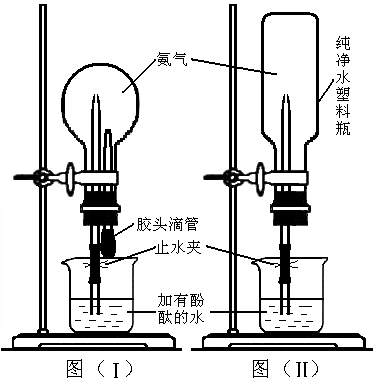 氨气
纯净水塑料瓶
胶头滴管
止水夹
加有酚
酞的水
图（I）
图（II）